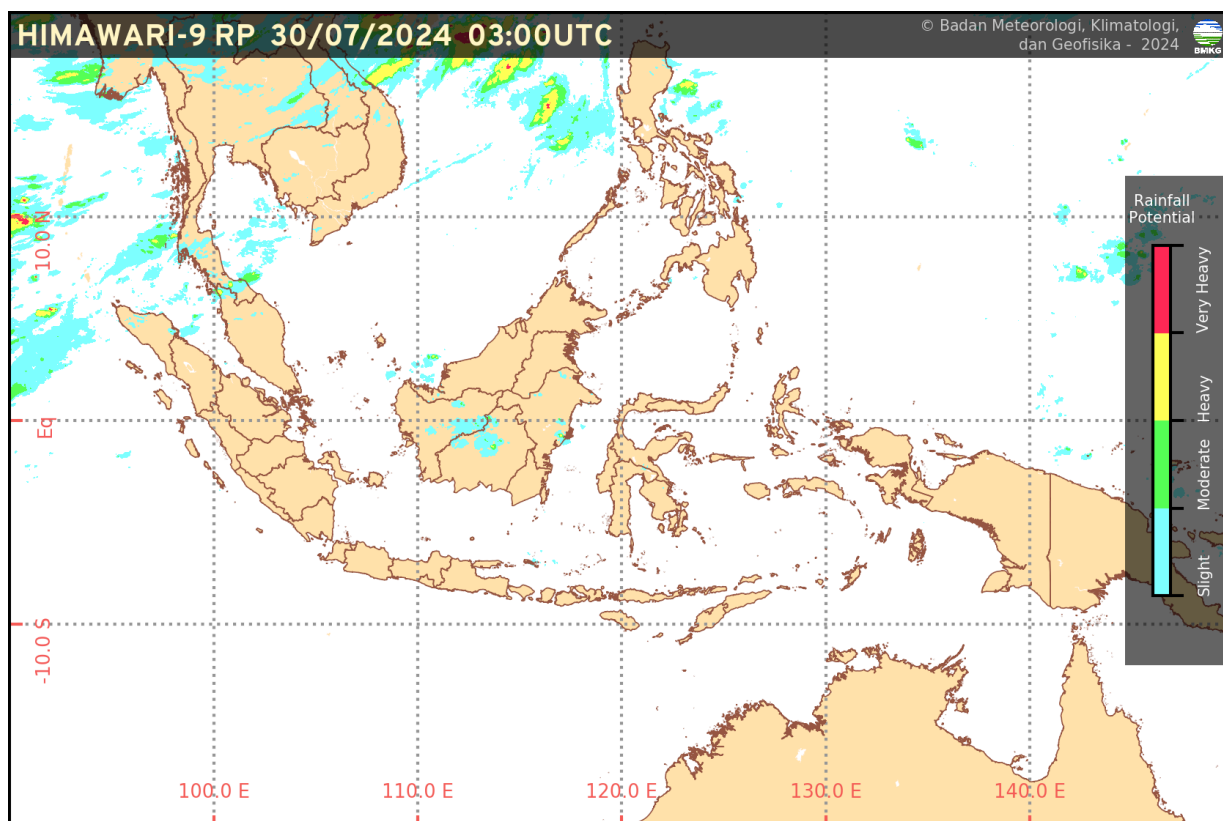 HIMAWARI-9 RP 30/07/2024 03:00UTC
© Badan Meteorologi, Klimatologi,
dan Geofisika - 2024
BMKG
Rainfall
Potential
Very Heavy
Heavy
Moderate
Slight
10.0 N
Eq
-10.0 S
100.0 E
110.0 E
120.0 E
130.0 E
140.0 E